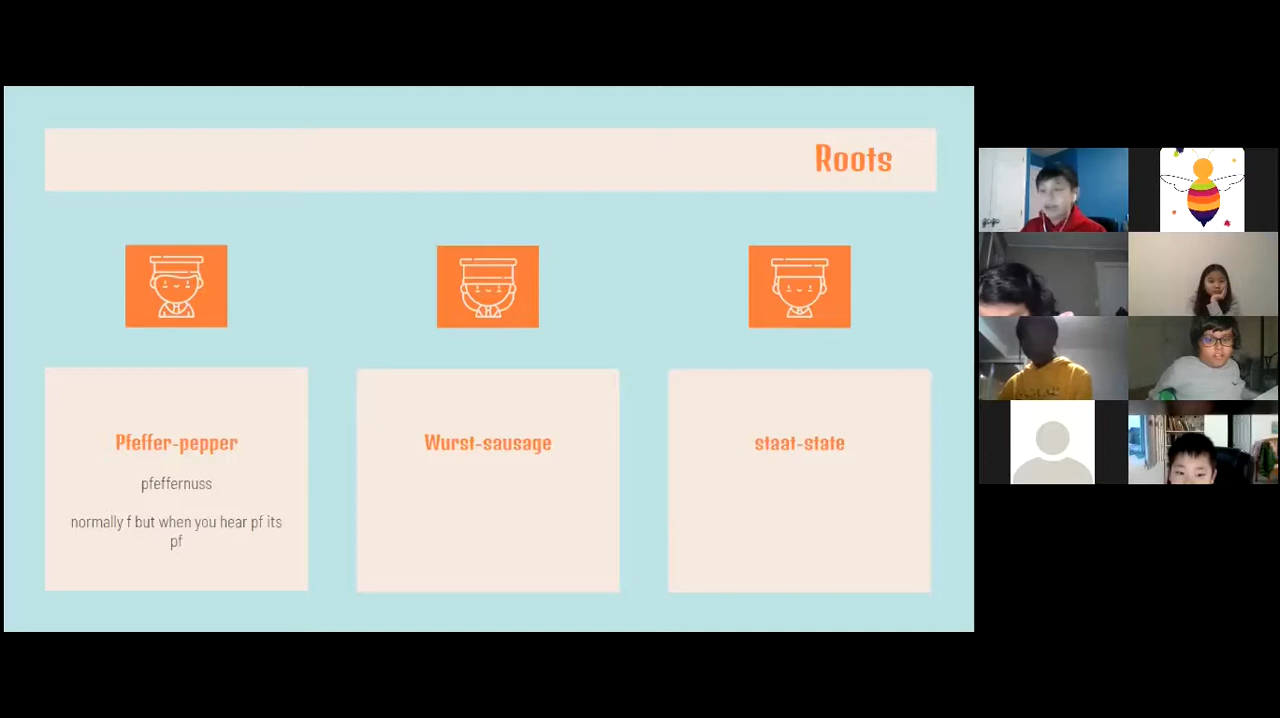 Roots
Pfeffer-pepper
pfeffernuss
normally f but when you hear pf its
pf
Wurst-sausage
staat-state